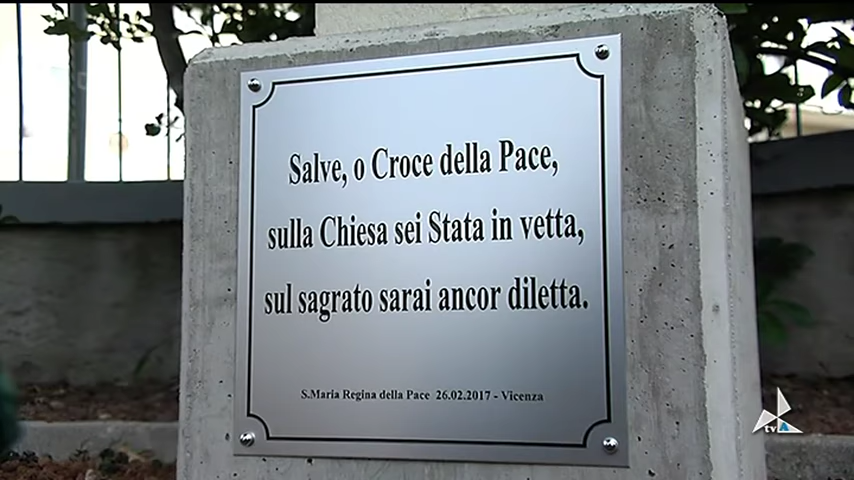 Salve, o Croce della Pace,
sulla Chiesa sei Stata in vetta,
sul sagrato sarai ancor diletta.
S.Maria Regina della Pace 26.02.2017 - Vicenza
tvA